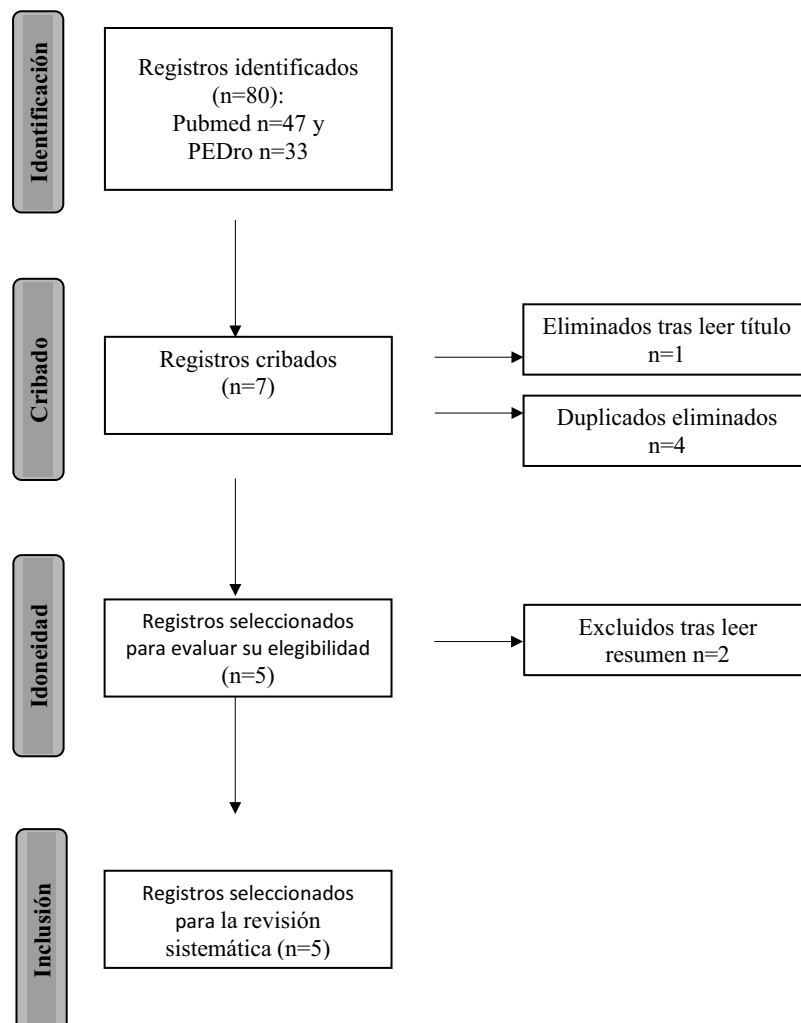 Identificación
Registros identificados
(n=80):
Pubmed n=47 y
PEDro n=33
Cribado
Registros cribados
(n=7)
Eliminados tras leer título
n=1
Duplicados eliminados
n=4
Idoneidad
Registros seleccionados
para evaluar su elegibilidad
(n=5)
Excluidos tras leer
resumen n=2
Inclusión
Registros seleccionados
para la revisión
sistemática (n=5)